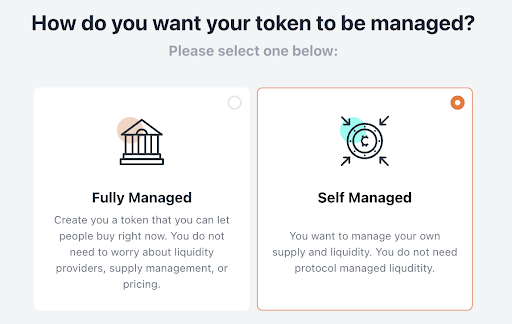 How do you want your token to be managed?
Please select one below:
Fully Managed
Create you a token that you can let
people buy right now. You do not
need to worry about liquidity
providers, supply management, or
pricing.
Self Managed
You want to manage your own
supply and liquidity. You do not need
protocol managed liquditity.